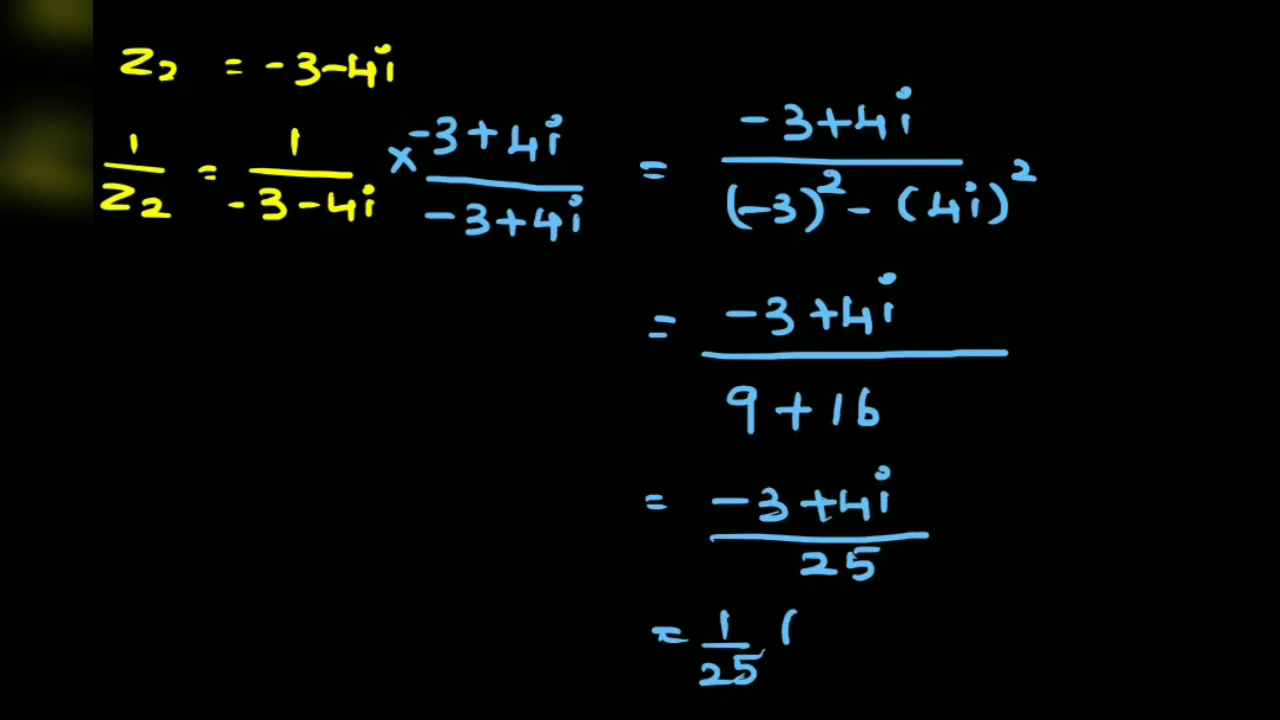 z₂ = -3-4i
1/z₂ = 1/(-3-4i) × (-3+4i)/(-3+4i) = (-3+4i)/((-3)² - (4i)²)
= (-3+4i)/(9+16)
= (-3+4i)/25
= 1/25 (